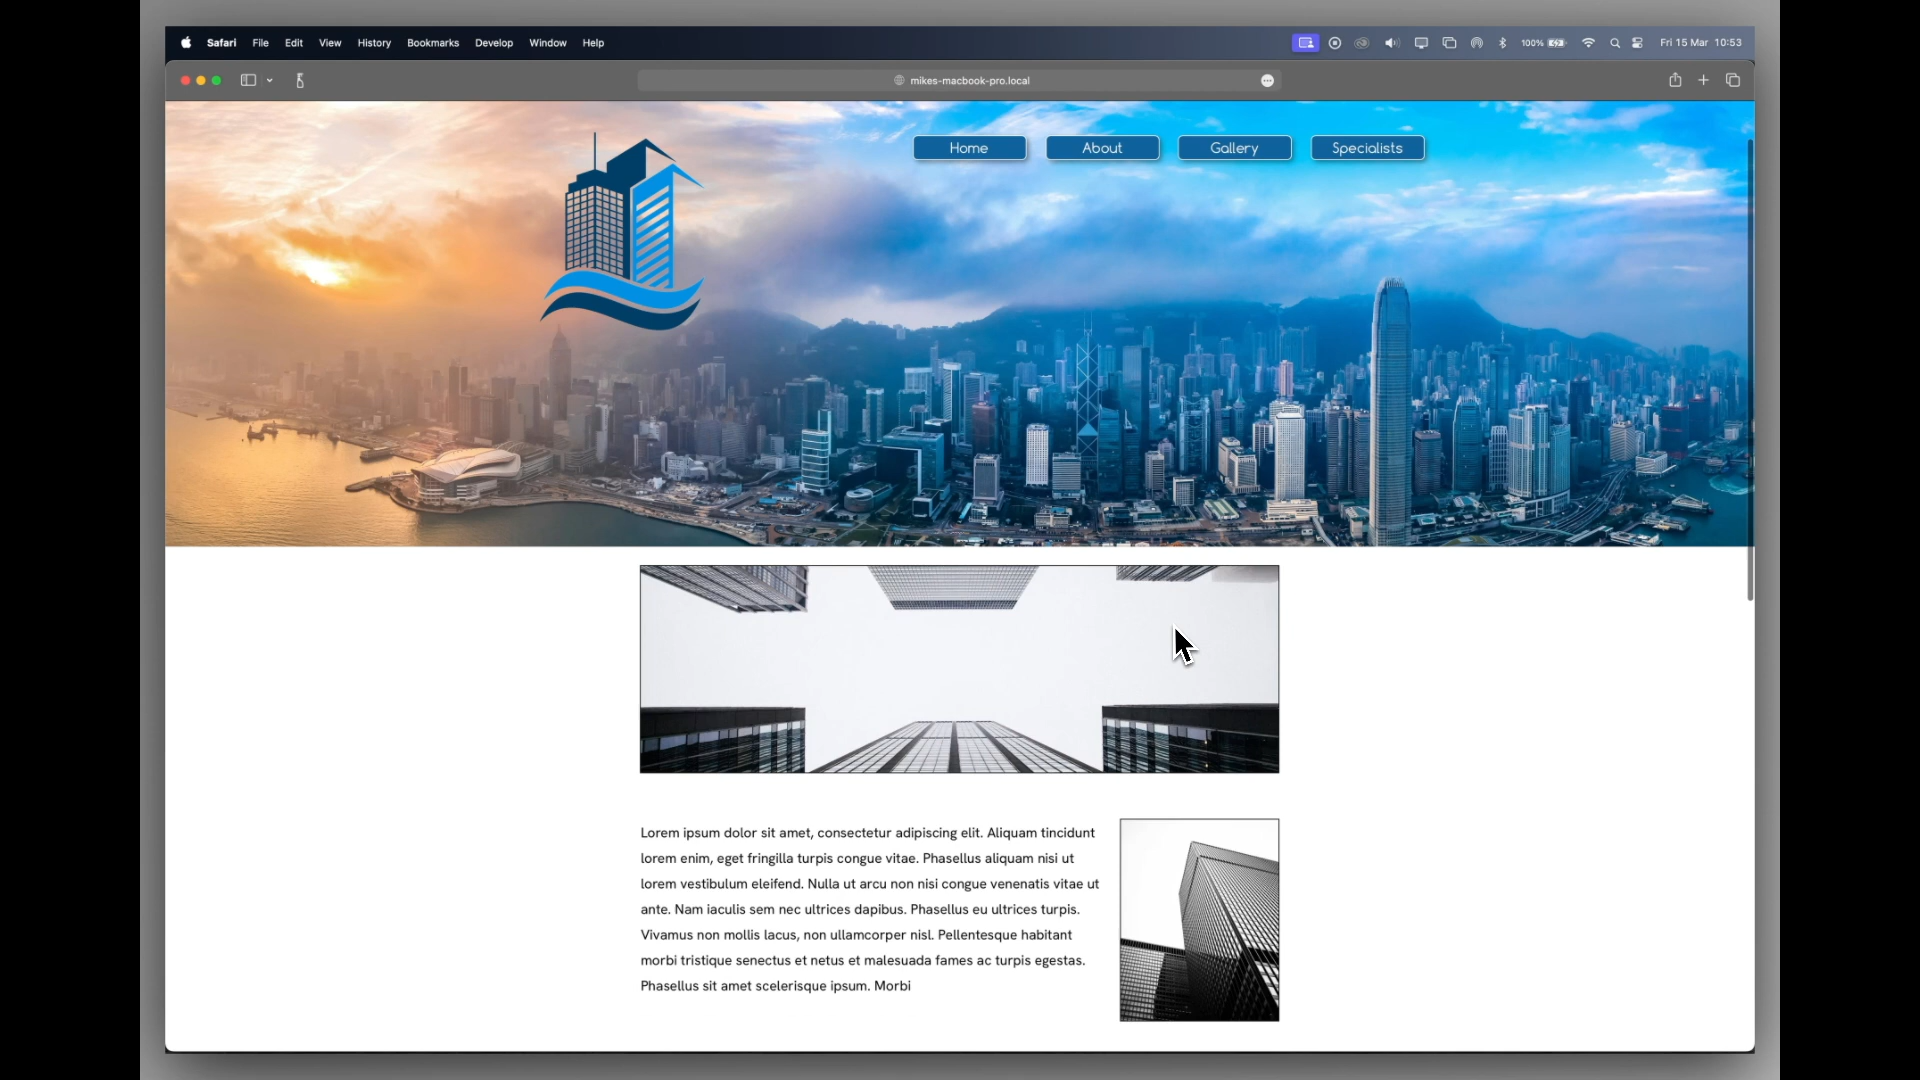 Safari File Edit View History Bookmarks Develop Window Help 100% Fri 15 Mar 10:53
mikes-macbook-pro.local
Home About Gallery Specialists
Lorem ipsum dolor sit amet, consectetur adipiscing elit. Aliquam tincidunt
lorem enim, eget fringilla turpis congue vitae. Phasellus aliquam nisi ut
lorem vestibulum eleifend. Nulla ut arcu non nisi congue venenatis vitae ut
ante. Nam iaculis sem nec ultrices dapibus. Phasellus eu ultrices turpis.
Vivamus non mollis lacus, non ullamcorper nisl. Pellentesque habitant
morbi tristique senectus et netus et malesuada fames ac turpis egestas.
Phasellus sit amet scelerisque ipsum. Morbi